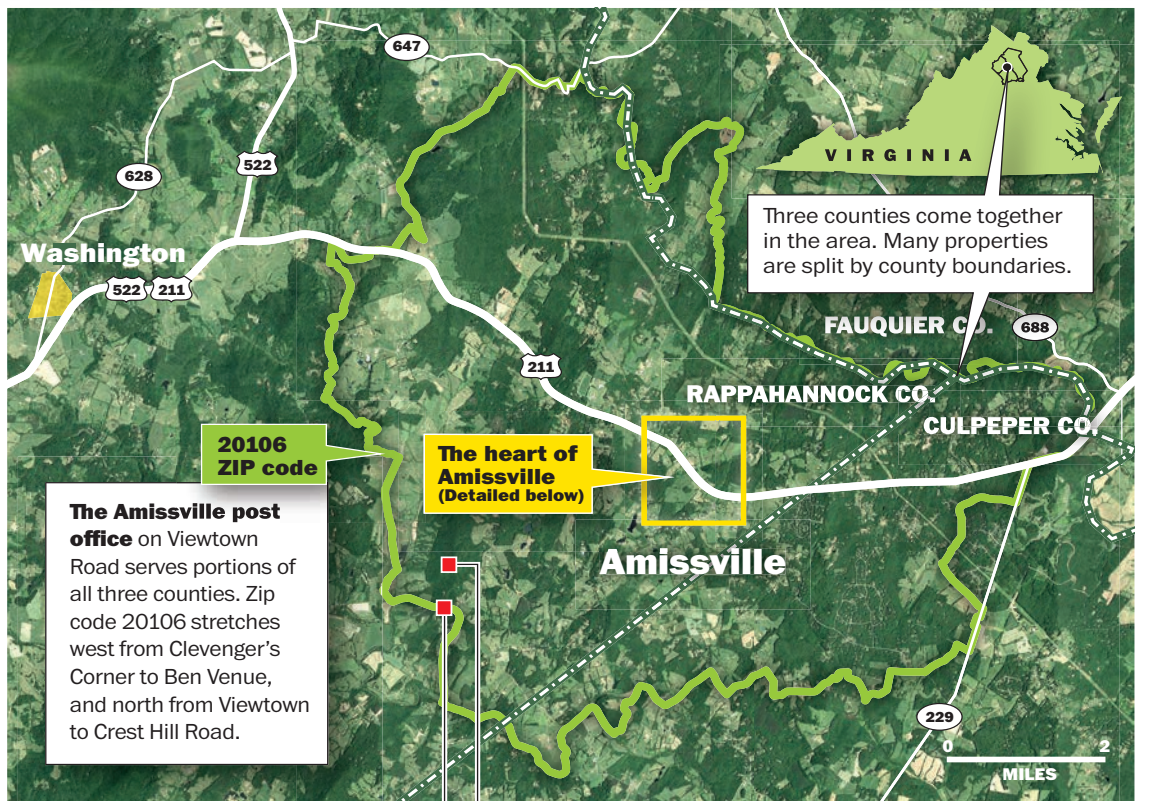 647
522
628
Washington
522
211
VIRGINIA
Three counties come together
in the area. Many properties
are split by county boundaries.
FAUQUIER CO.
688
211
RAPPAHANNOCK CO.
CULPEPER CO.
20106
ZIP code
The heart of
Amissville
(Detailed below)
The Amissville post
office on Viewtown
Road serves portions of
all three counties. Zip
code 20106 stretches
west from Clevenger’s
Corner to Ben Venue,
and north from Viewtown
to Crest Hill Road.
Amissville
229
0 2
MILES